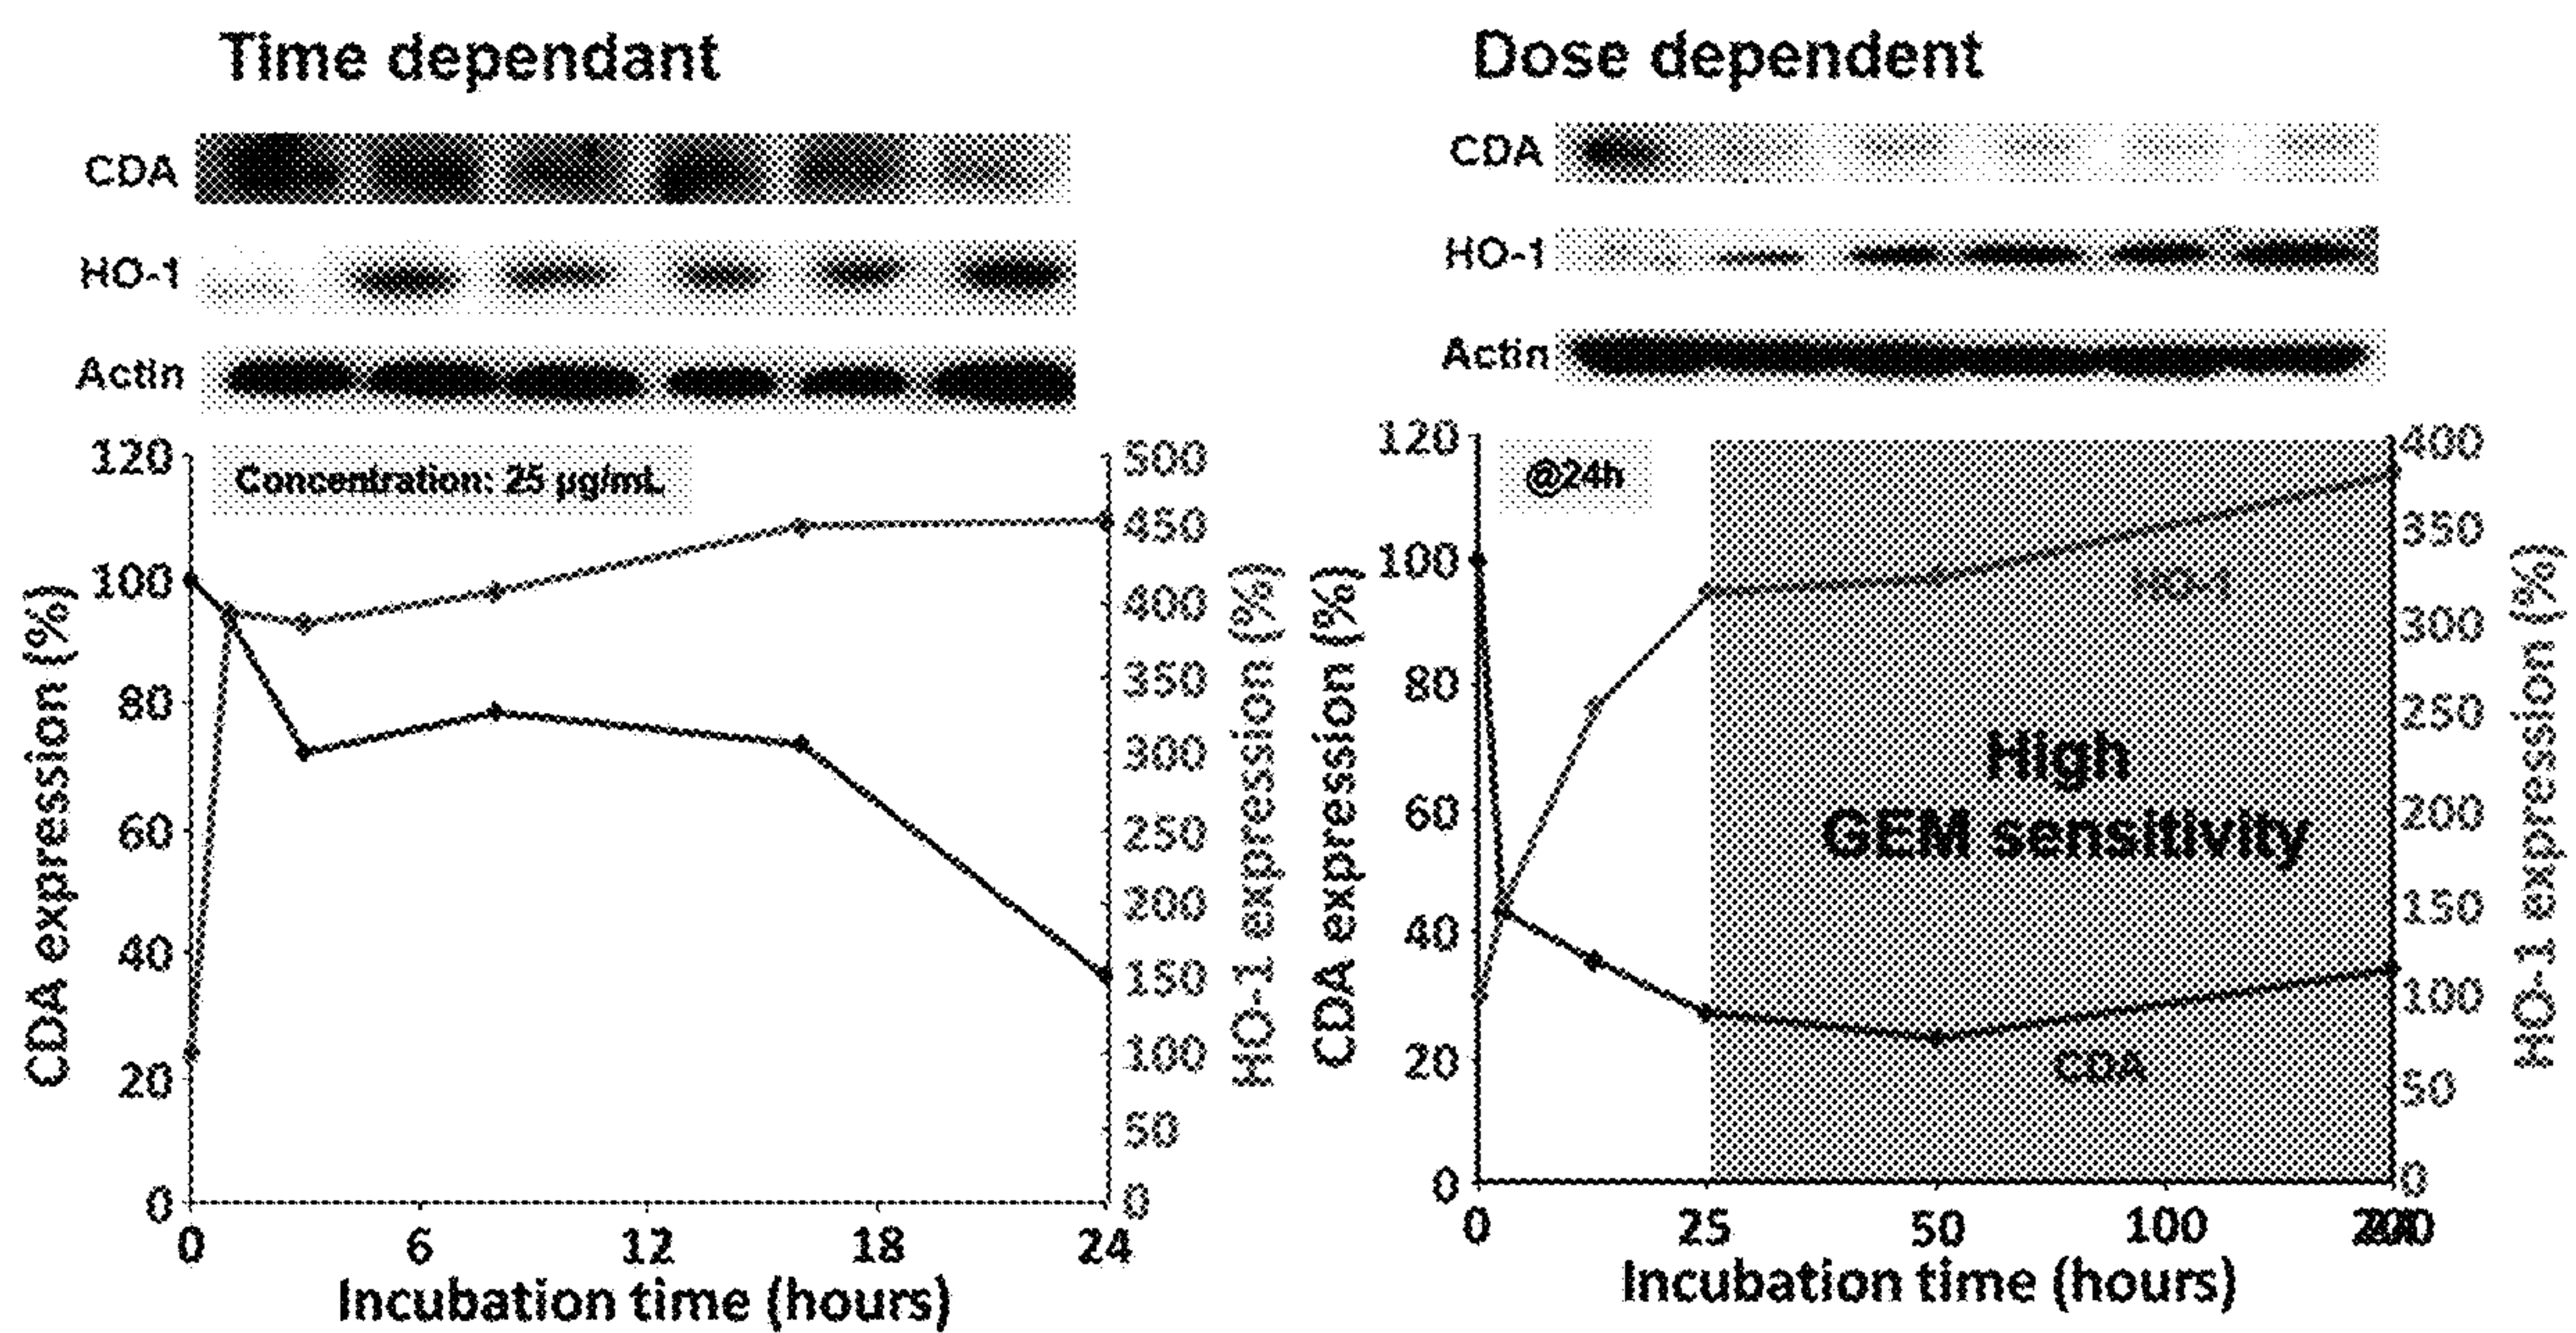 Time dependant
CDA
HO-1
Actin
Concentration: 25 µg/mL
120
100
80
60
40
20
0
CDA expression (%)
500
450
400
350
300
250
200
150
100
50
0
HO-1 expression (%)
0 6 12 18 24
Incubation time (hours)
Dose dependent
CDA
HO-1
Actin
@24h
120
100
80
60
40
20
0
CDA expression (%)
HO-1
High
GEM sensitivity
CDA
400
350
300
250
200
150
100
50
0
HO-1 expression (%)
0 25 50 100
Incubation time (hours)